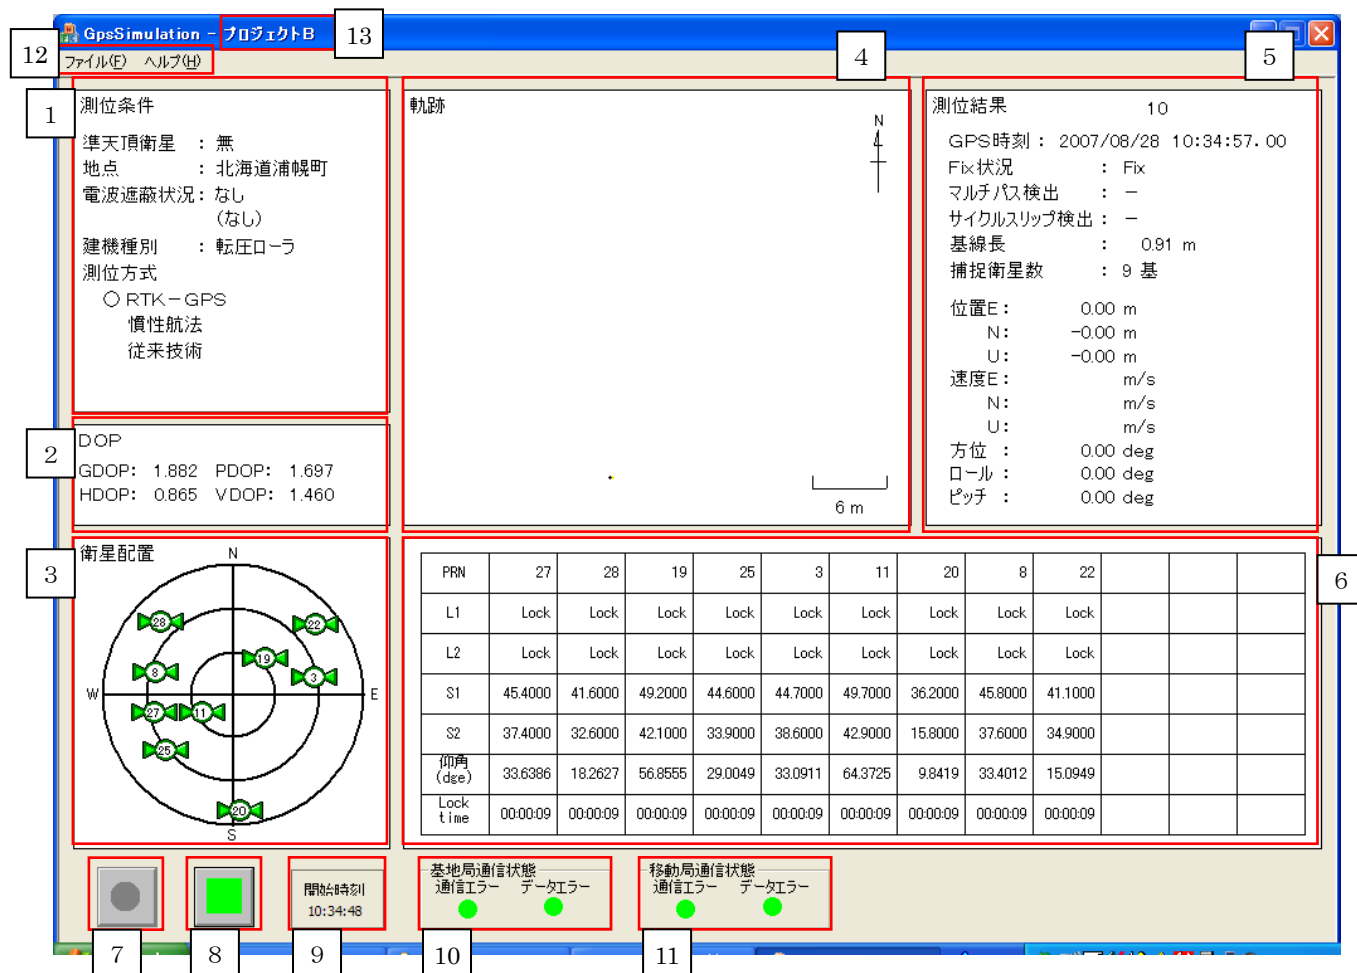 GpsSimulation - プロジェクトB
13
12
ファイル(F) ヘルプ(H)
4
5
1
測位条件
準天頂衛星 : 無
地点 : 北海道浦幌町
電波遮蔽状況: なし
(なし)
建機種別 : 転圧ローラ
測位方式
○ RTK-GPS
慣性航法
従来技術
軌跡
N
6 m
測位結果 10
GPS時刻 : 2007/08/28 10:34:57.00
Fix状況 : Fix
マルチパス検出 : -
サイクルスリップ検出 : -
基線長 : 0.91 m
捕捉衛星数 : 9 基
位置E : 0.00 m
N : -0.00 m
U : -0.00 m
速度E : m/s
N : m/s
U : m/s
方位 : 0.00 deg
ロール : 0.00 deg
ピッチ : 0.00 deg
2
DOP
GDOP: 1.882 PDOP: 1.697
HDOP: 0.865 VDOP: 1.460
3
衛星配置
N
28
22
19
8
3
W
E
27
11
25
20
S
6
PRN 27 28 19 25 3 11 20 8 22
L1 Lock Lock Lock Lock Lock Lock Lock Lock Lock
L2 Lock Lock Lock Lock Lock Lock Lock Lock Lock
S1 45.4000 41.6000 49.2000 44.6000 44.7000 49.7000 36.2000 45.8000 41.1000
S2 37.4000 32.6000 42.1000 33.9000 38.6000 42.9000 15.8000 37.6000 34.9000
仰角
(dge) 33.6386 18.2627 56.8555 29.0049 33.0911 64.3725 9.8419 33.4012 15.0949
Lock
time 00:00:09 00:00:09 00:00:09 00:00:09 00:00:09 00:00:09 00:00:09 00:00:09 00:00:09
開始時刻
10:34:48
基地局通信状態
通信エラー データエラー
移動局通信状態
通信エラー データエラー
7
8
9
10
11